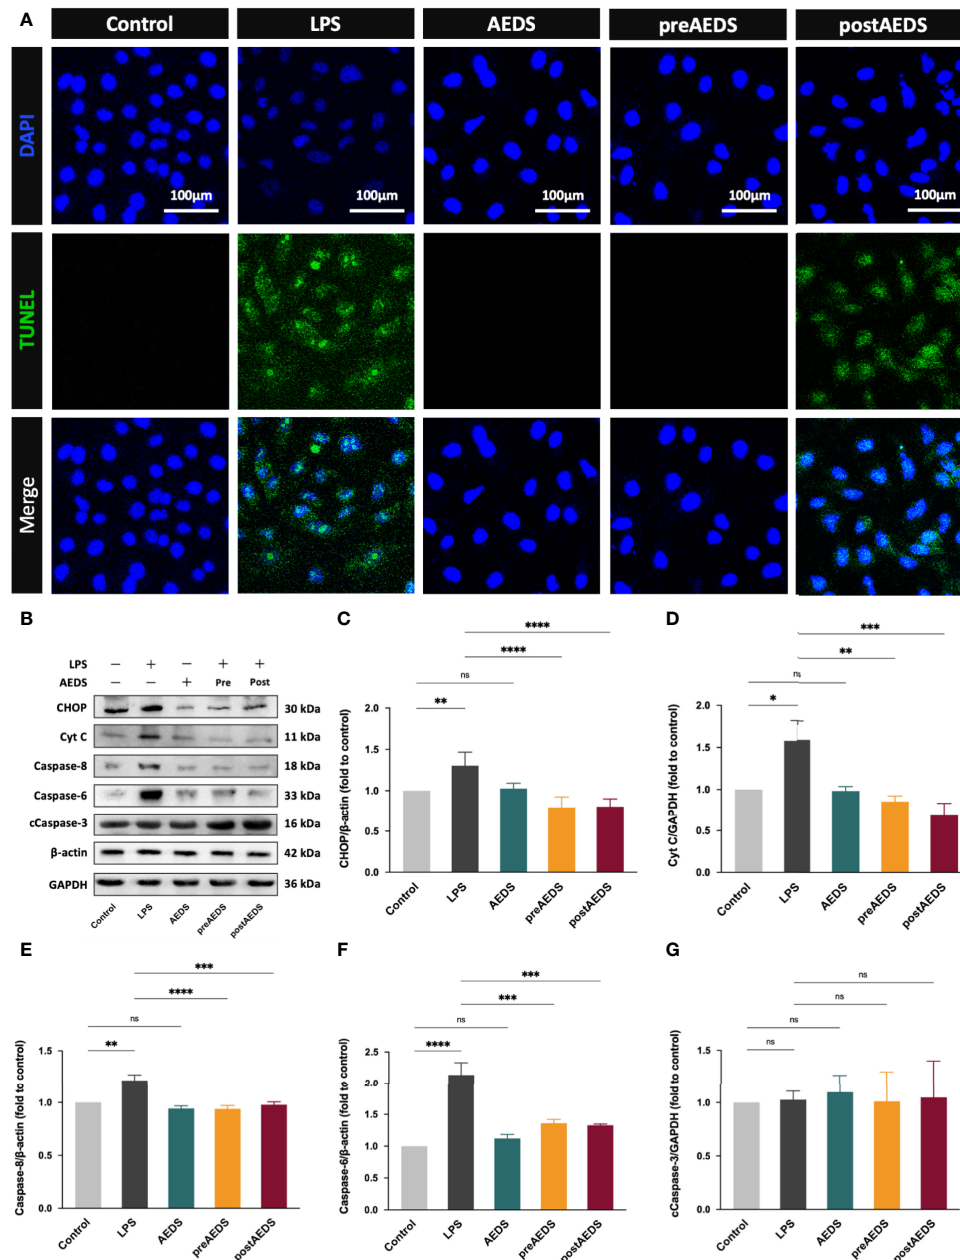 A
Control LPS AEDS preAEDS postAEDS
DAPI
100μm 100μm 100μm 100μm 100μm
TUNEL
Merge
B
LPS − + − + +
AEDS − − + Pre Post
CHOP 30 kDa
Cyt C 11 kDa
Caspase-8 18 kDa
Caspase-6 33 kDa
cCaspase-3 16 kDa
β-actin 42 kDa
GAPDH 36 kDa
Control LPS AEDS preAEDS postAEDS
C
****
****
ns
**
CHOP/β-actin (fold to control)
2.0
1.5
1.0
0.5
0.0
Control LPS AEDS preAEDS postAEDS
D
***
**
ns
*
Cyt C/GAPDH (fold to control)
2.0
1.5
1.0
0.5
0.0
Control LPS AEDS preAEDS postAEDS
E
***
****
ns
**
Caspase-8/β-actin (fold to control)
1.5
1.0
0.5
0.0
Control LPS AEDS preAEDS postAEDS
F
***
***
ns
****
Caspase-6/β-actin (fold to control)
2.5
2.0
1.5
1.0
0.5
0.0
Control LPS AEDS preAEDS postAEDS
G
ns
ns
ns
ns
cCaspase-3/GAPDH (fold to control)
1.5
1.0
0.5
0.0
Control LPS AEDS preAEDS postAEDS